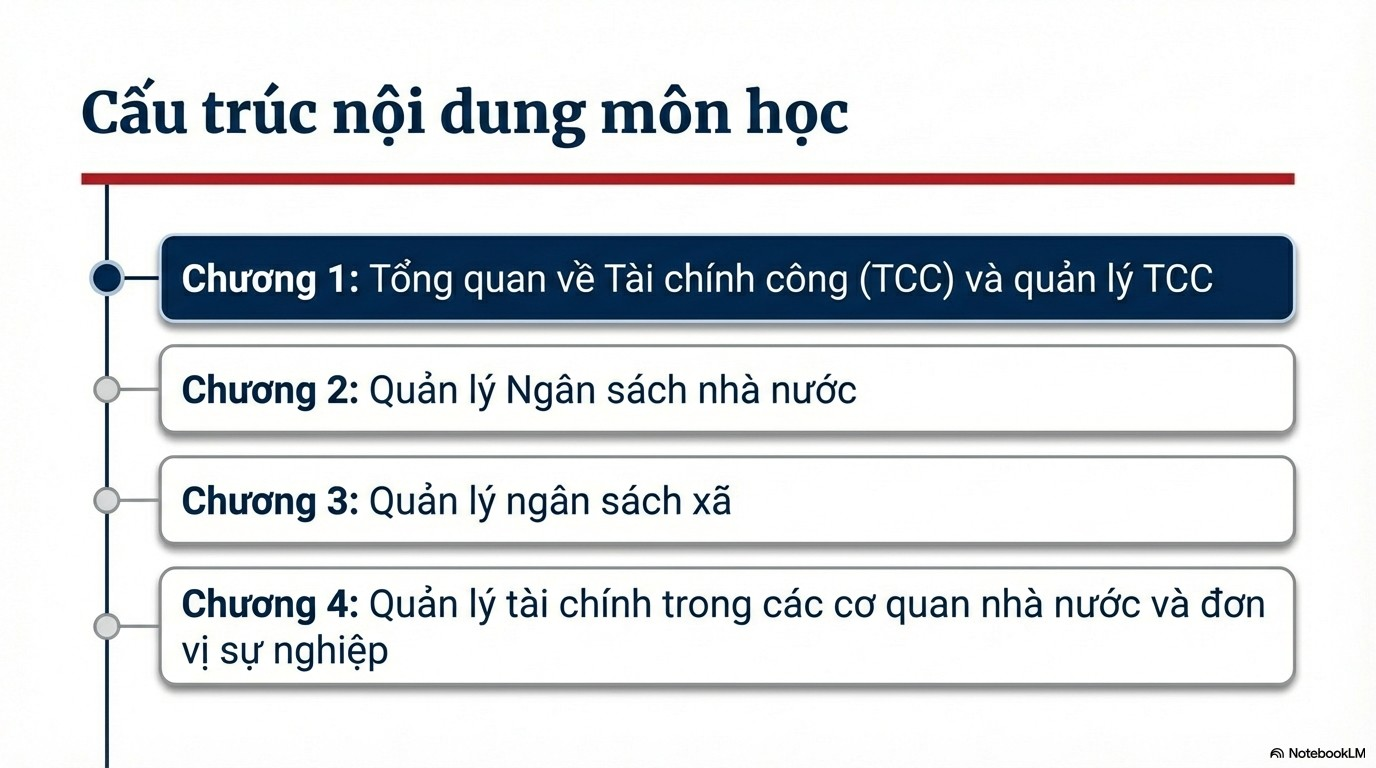 Cấu trúc nội dung môn học
Chương 1: Tổng quan về Tài chính công (TCC) và quản lý TCC
Chương 2: Quản lý Ngân sách nhà nước
Chương 3: Quản lý ngân sách xã
Chương 4: Quản lý tài chính trong các cơ quan nhà nước và đơn
vị sự nghiệp
NotebookLM